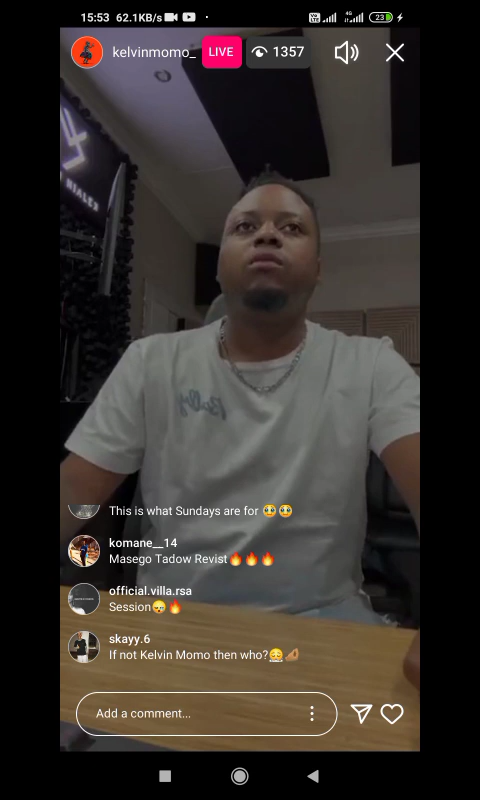 15:53 62.1KB/s
4G
23
kelvinmomo_
LIVE
1357
This is what Sundays are for 🥹🥹
komane__14
Masego Tadow Revist🔥🔥🔥
official.villa.rsa
Session😴🔥
skayy.6
If not Kelvin Momo then who?
Add a comment...